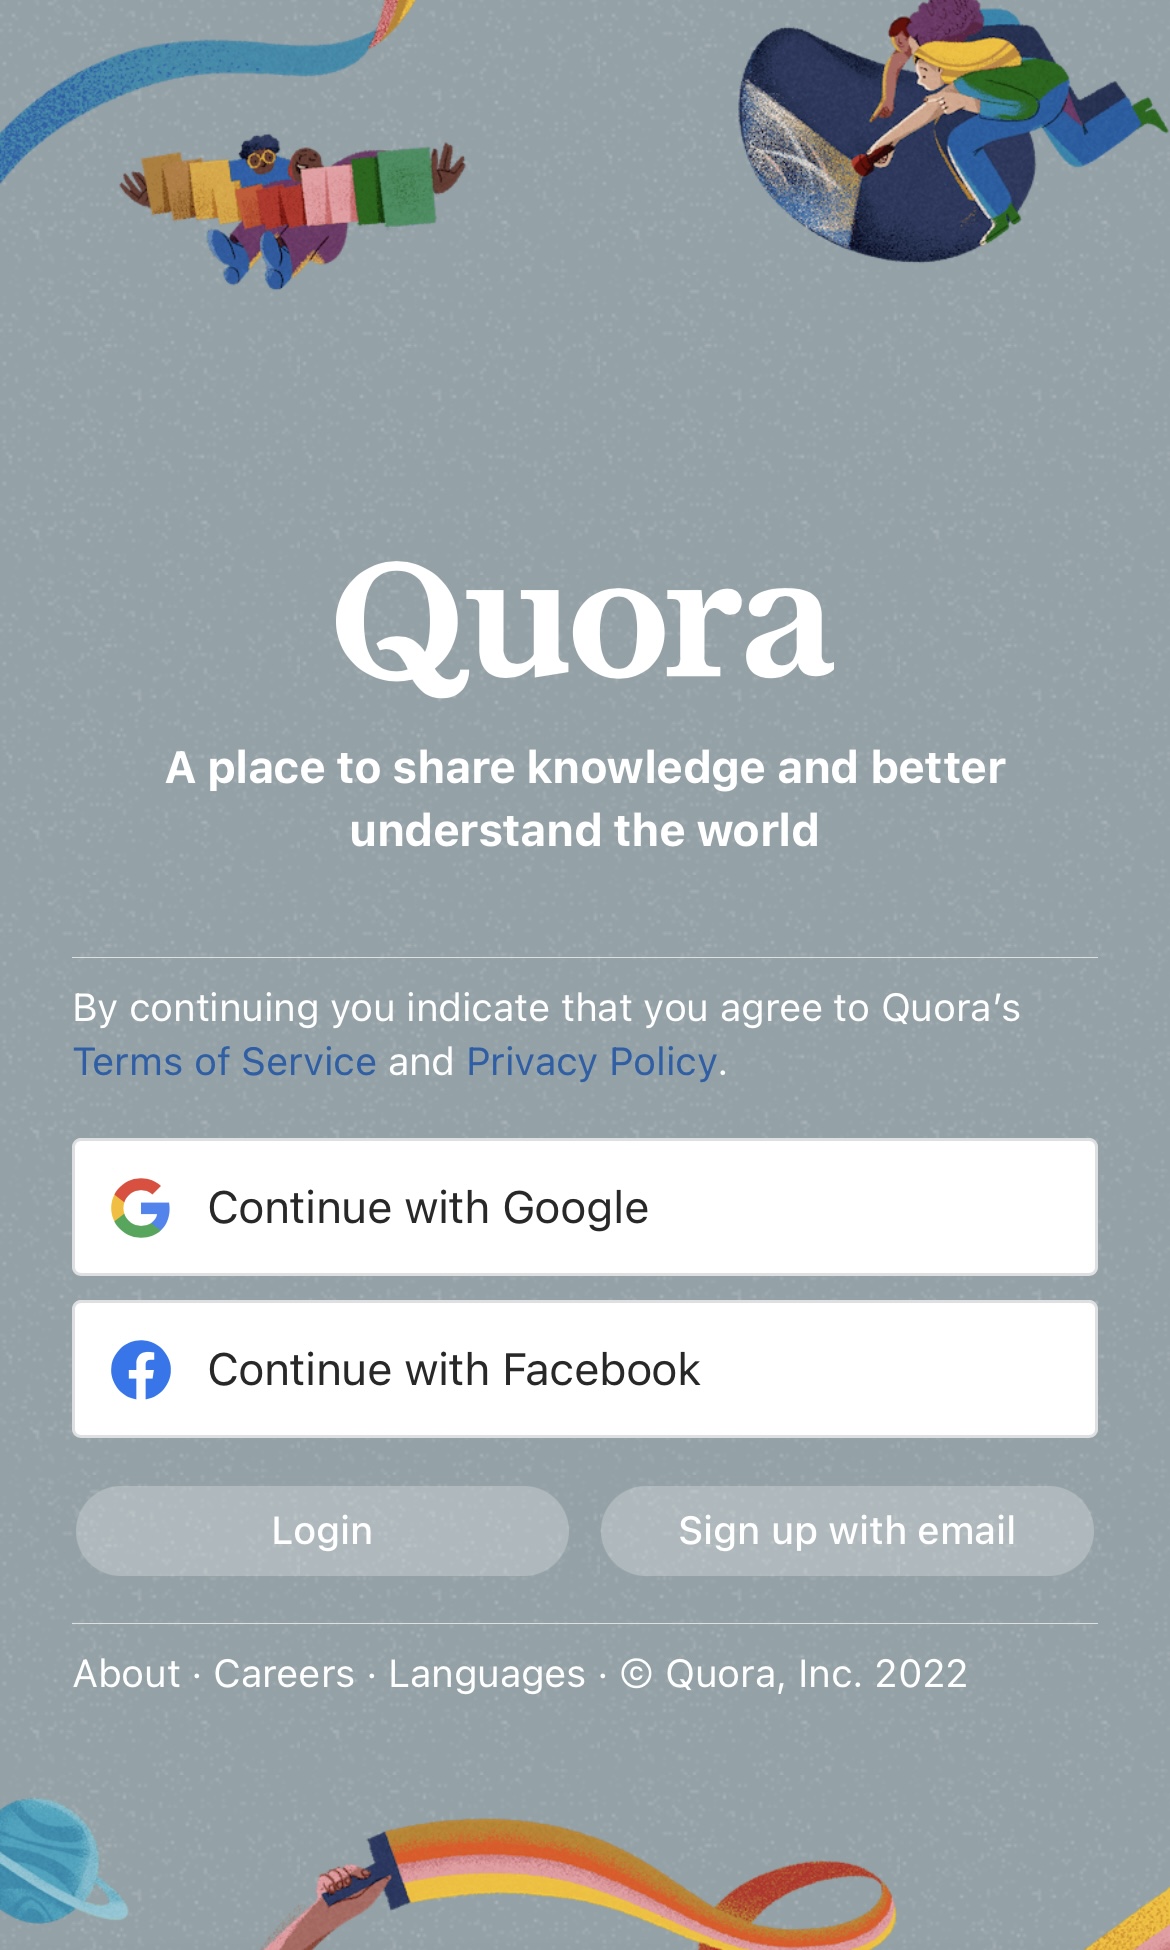 Quora
A place to share knowledge and better
understand the world
By continuing you indicate that you agree to Quora’s
Terms of Service and Privacy Policy.
Continue with Google
Continue with Facebook
Login
Sign up with email
About · Careers · Languages · © Quora, Inc. 2022